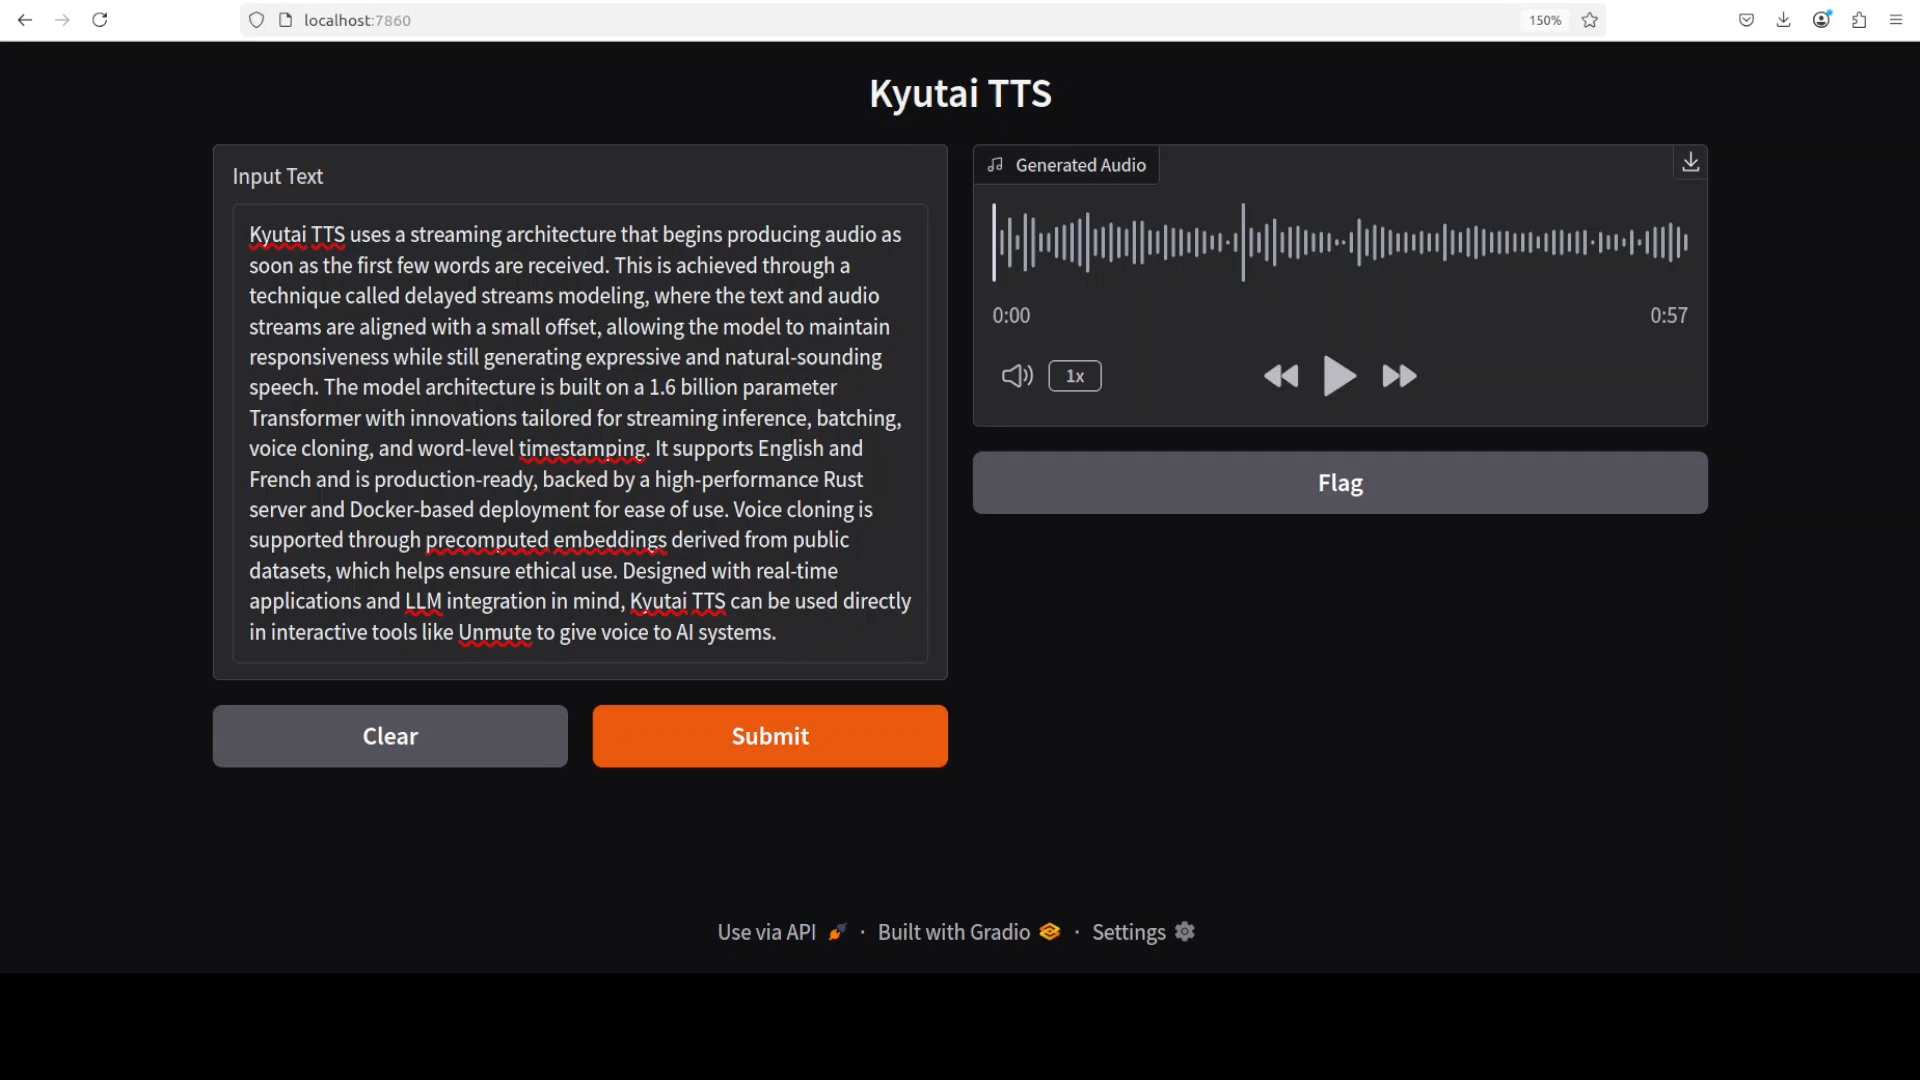 localhost:7860
150%
Kyutai TTS
Input Text
Kyutai TTS uses a streaming architecture that begins producing audio as
soon as the first few words are received. This is achieved through a
technique called delayed streams modeling, where the text and audio
streams are aligned with a small offset, allowing the model to maintain
responsiveness while still generating expressive and natural-sounding
speech. The model architecture is built on a 1.6 billion parameter
Transformer with innovations tailored for streaming inference, batching,
voice cloning, and word-level timestamping. It supports English and
French and is production-ready, backed by a high-performance Rust
server and Docker-based deployment for ease of use. Voice cloning is
supported through precomputed embeddings derived from public
datasets, which helps ensure ethical use. Designed with real-time
applications and LLM integration in mind, Kyutai TTS can be used directly
in interactive tools like Unmute to give voice to AI systems.
Clear
Submit
Generated Audio
0:00
0:57
1x
Flag
Use via API · Built with Gradio · Settings